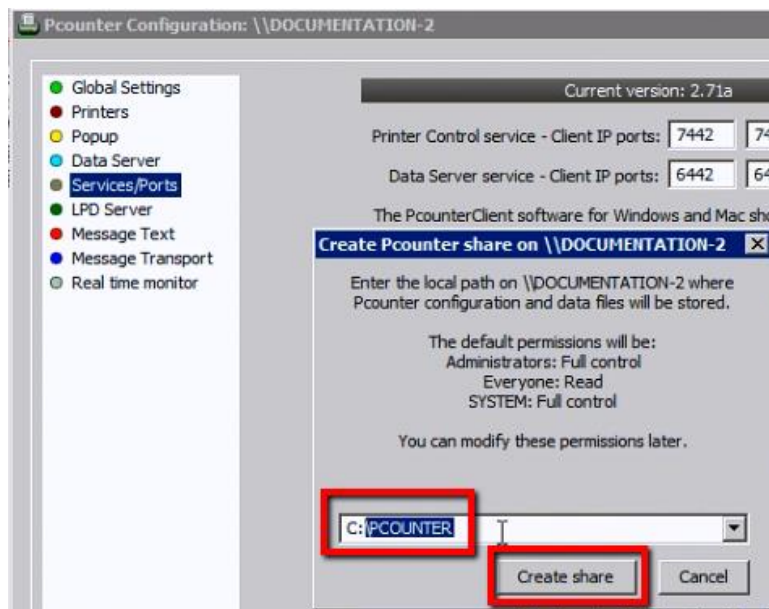 Pcounter Configuration: \\DOCUMENTATION-2
Global Settings
Printers
Popup
Data Server
Services/Ports
LPD Server
Message Text
Message Transport
Real time monitor
Current version: 2.71a
Printer Control service - Client IP ports: 7442 74
Data Server service - Client IP ports: 6442 64
The PcounterClient software for Windows and Mac sho
Create Pcounter share on \\DOCUMENTATION-2
Enter the local path on \\DOCUMENTATION-2 where
Pcounter configuration and data files will be stored.
The default permissions will be:
Administrators: Full control
Everyone: Read
SYSTEM: Full control
You can modify these permissions later.
C:\PCOUNTER
Create share
Cancel